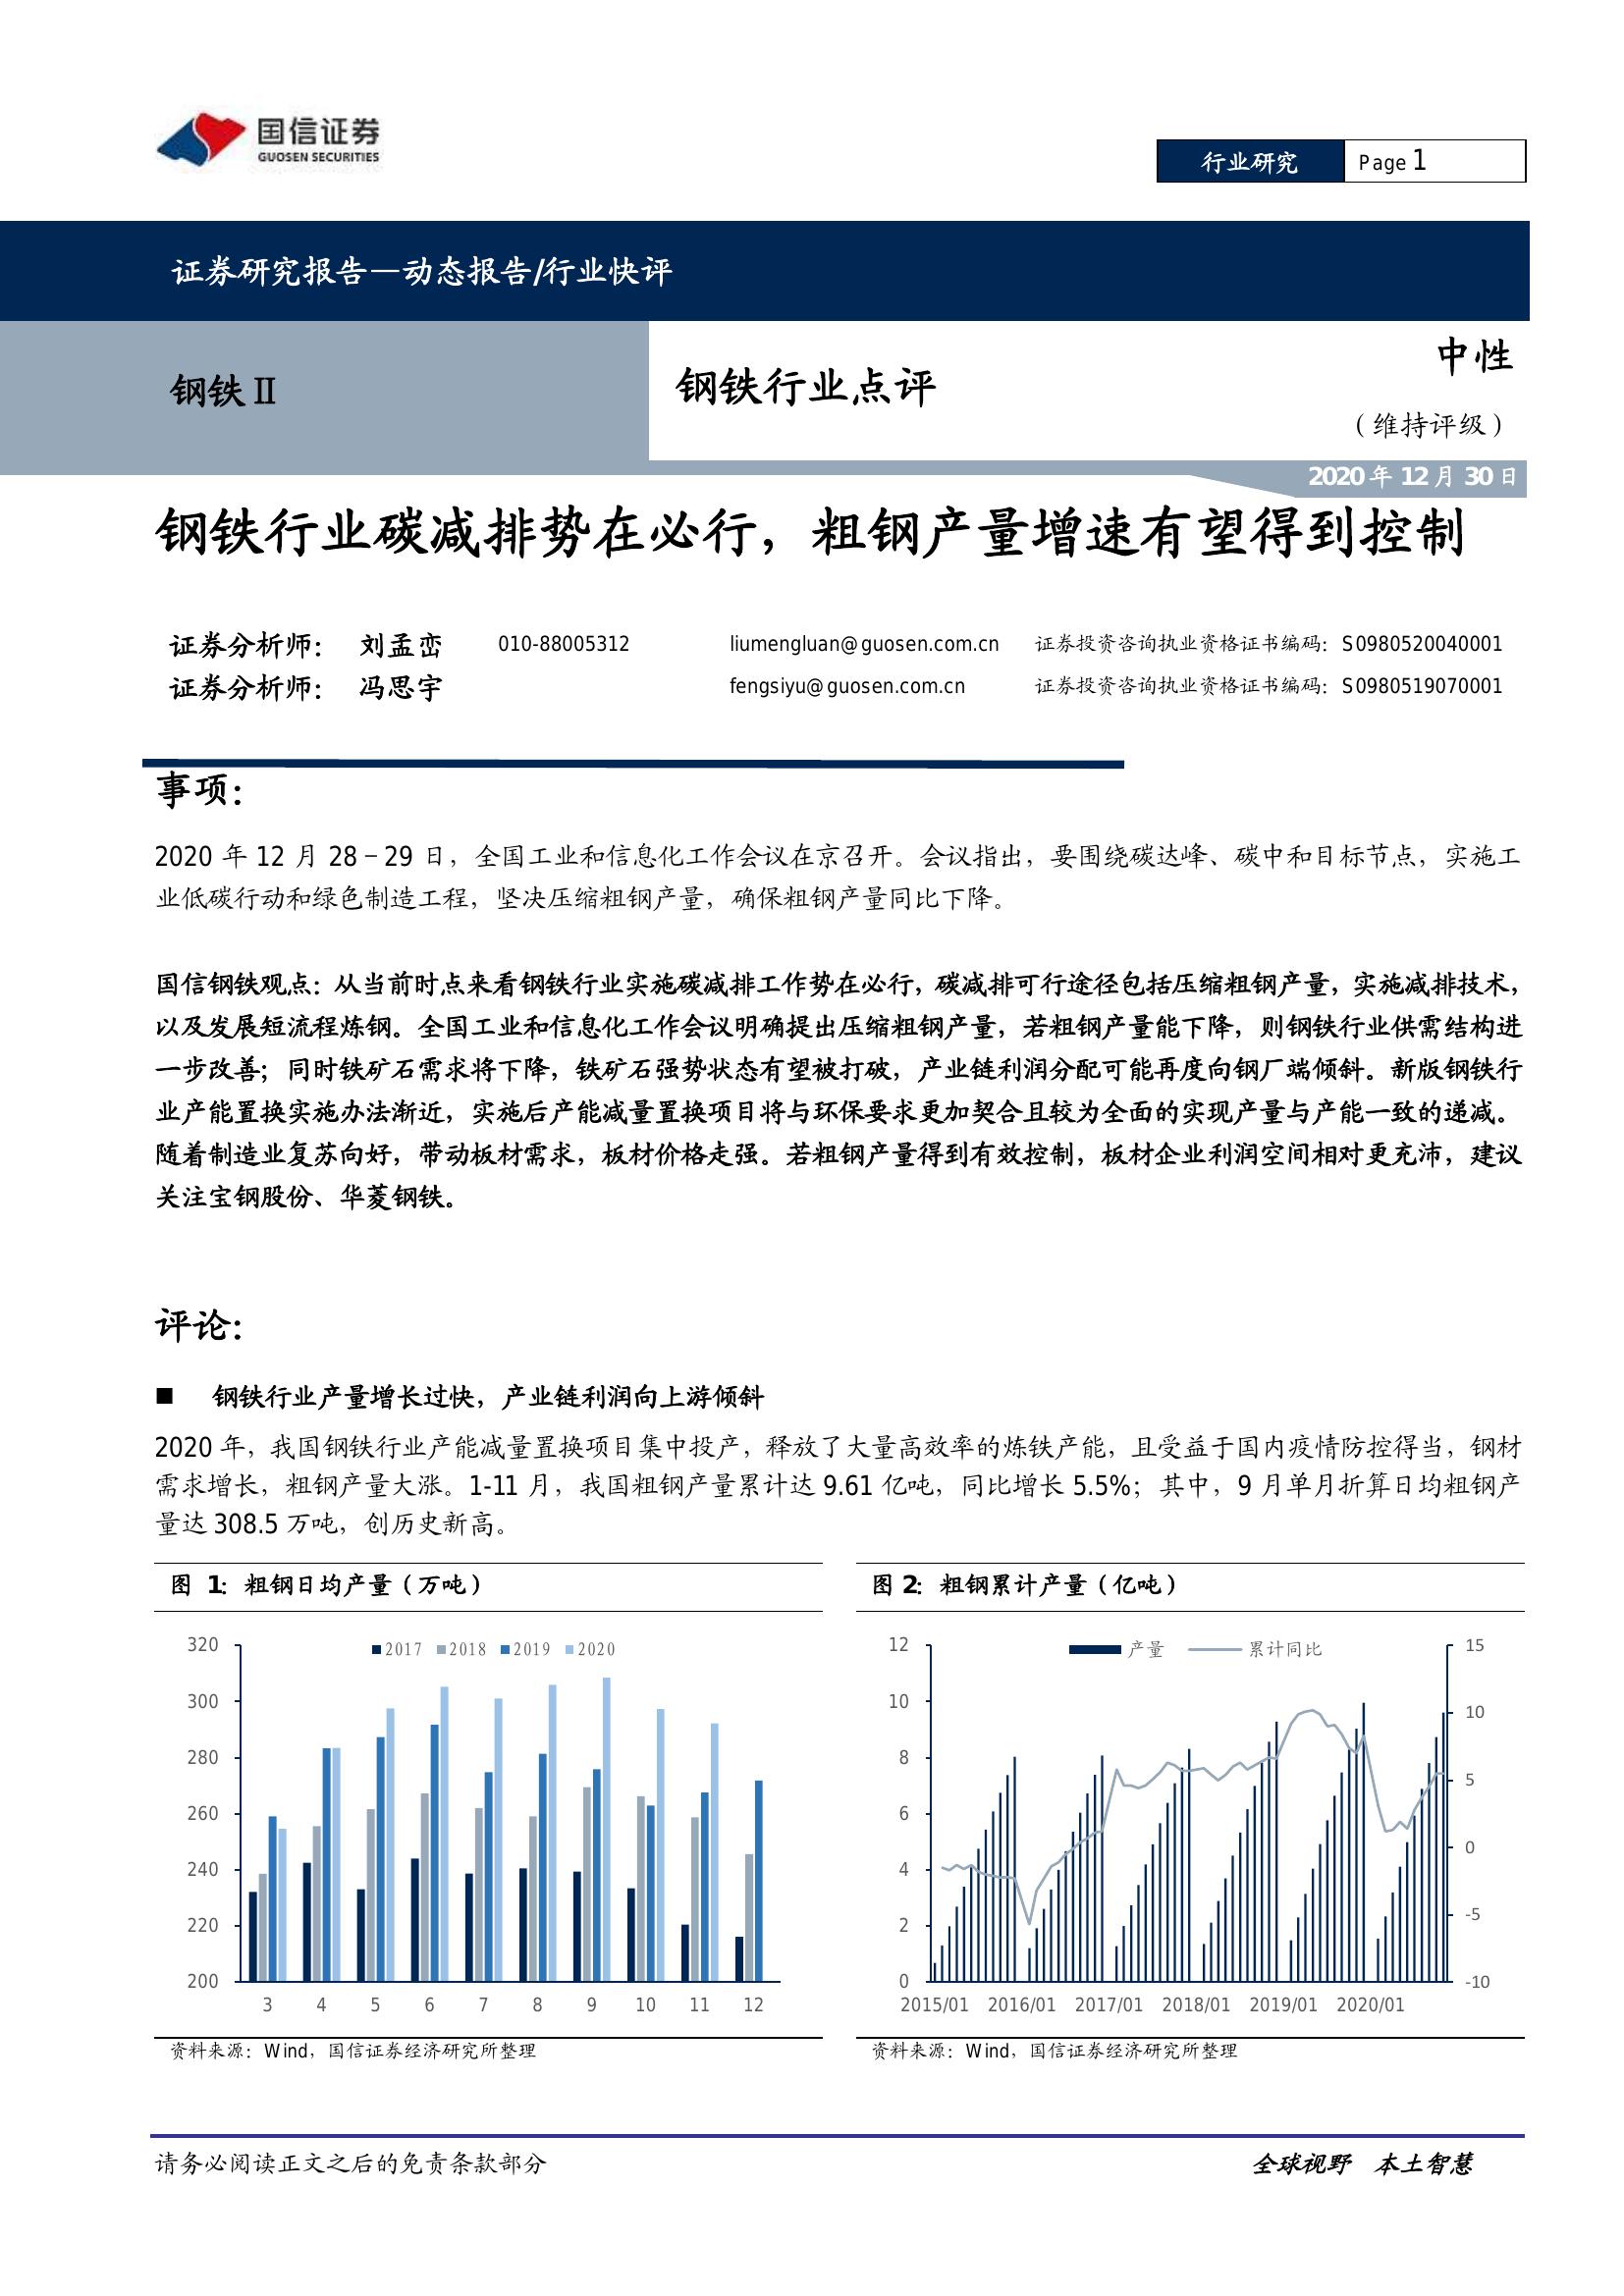 国信证券
GUOSEN SECURITIES
行业研究
Page 1
证券研究报告—动态报告/行业快评
钢铁Ⅱ
钢铁行业点评
中性
（维持评级）
2020 年 12 月 30 日
钢铁行业碳减排势在必行，粗钢产量增速有望得到控制
证券分析师： 刘孟峦 010-88005312 liumengluan@guosen.com.cn 证券投资咨询执业资格证书编码：S0980520040001
证券分析师： 冯思宇 fengsiyu@guosen.com.cn 证券投资咨询执业资格证书编码：S0980519070001
事项：
2020 年 12 月 28－29 日，全国工业和信息化工作会议在京召开。会议指出，要围绕碳达峰、碳中和目标节点，实施工
业低碳行动和绿色制造工程，坚决压缩粗钢产量，确保粗钢产量同比下降。
国信钢铁观点：从当前时点来看钢铁行业实施碳减排工作势在必行，碳减排可行途径包括压缩粗钢产量，实施减排技术，
以及发展短流程炼钢。全国工业和信息化工作会议明确提出压缩粗钢产量，若粗钢产量能下降，则钢铁行业供需结构进
一步改善；同时铁矿石需求将下降，铁矿石强势状态有望被打破，产业链利润分配可能再度向钢厂端倾斜。新版钢铁行
业产能置换实施办法渐近，实施后产能减量置换项目将与环保要求更加契合且较为全面的实现产量与产能一致的递减。
随着制造业复苏向好，带动板材需求，板材价格走强。若粗钢产量得到有效控制，板材企业利润空间相对更充沛，建议
关注宝钢股份、华菱钢铁。
评论：
■ 钢铁行业产量增长过快，产业链利润向上游倾斜
2020 年，我国钢铁行业产能减量置换项目集中投产，释放了大量高效率的炼铁产能，且受益于国内疫情防控得当，钢材
需求增长，粗钢产量大涨。1-11 月，我国粗钢产量累计达 9.61 亿吨，同比增长 5.5%；其中，9 月单月折算日均粗钢产
量达 308.5 万吨，创历史新高。
图 1：粗钢日均产量（万吨）
2017 2018 2019 2020
320
300
280
260
240
220
200
3 4 5 6 7 8 9 10 11 12
资料来源：Wind，国信证券经济研究所整理
图 2：粗钢累计产量（亿吨）
产量 累计同比
12
10
8
6
4
2
0
15
10
5
0
-5
-10
2015/01 2016/01 2017/01 2018/01 2019/01 2020/01
资料来源：Wind，国信证券经济研究所整理
请务必阅读正文之后的免责条款部分
全球视野 本土智慧